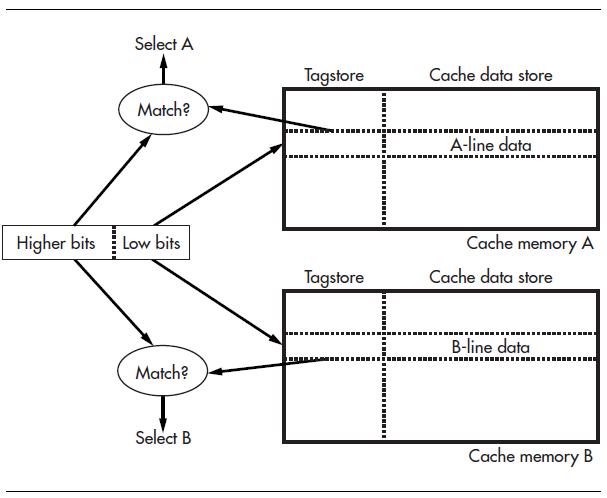 Select A
Tagstore
Cache data store
Match?
A-line data
Higher bits
Low bits
Cache memory A
Tagstore
Cache data store
B-line data
Match?
Select B
Cache memory B